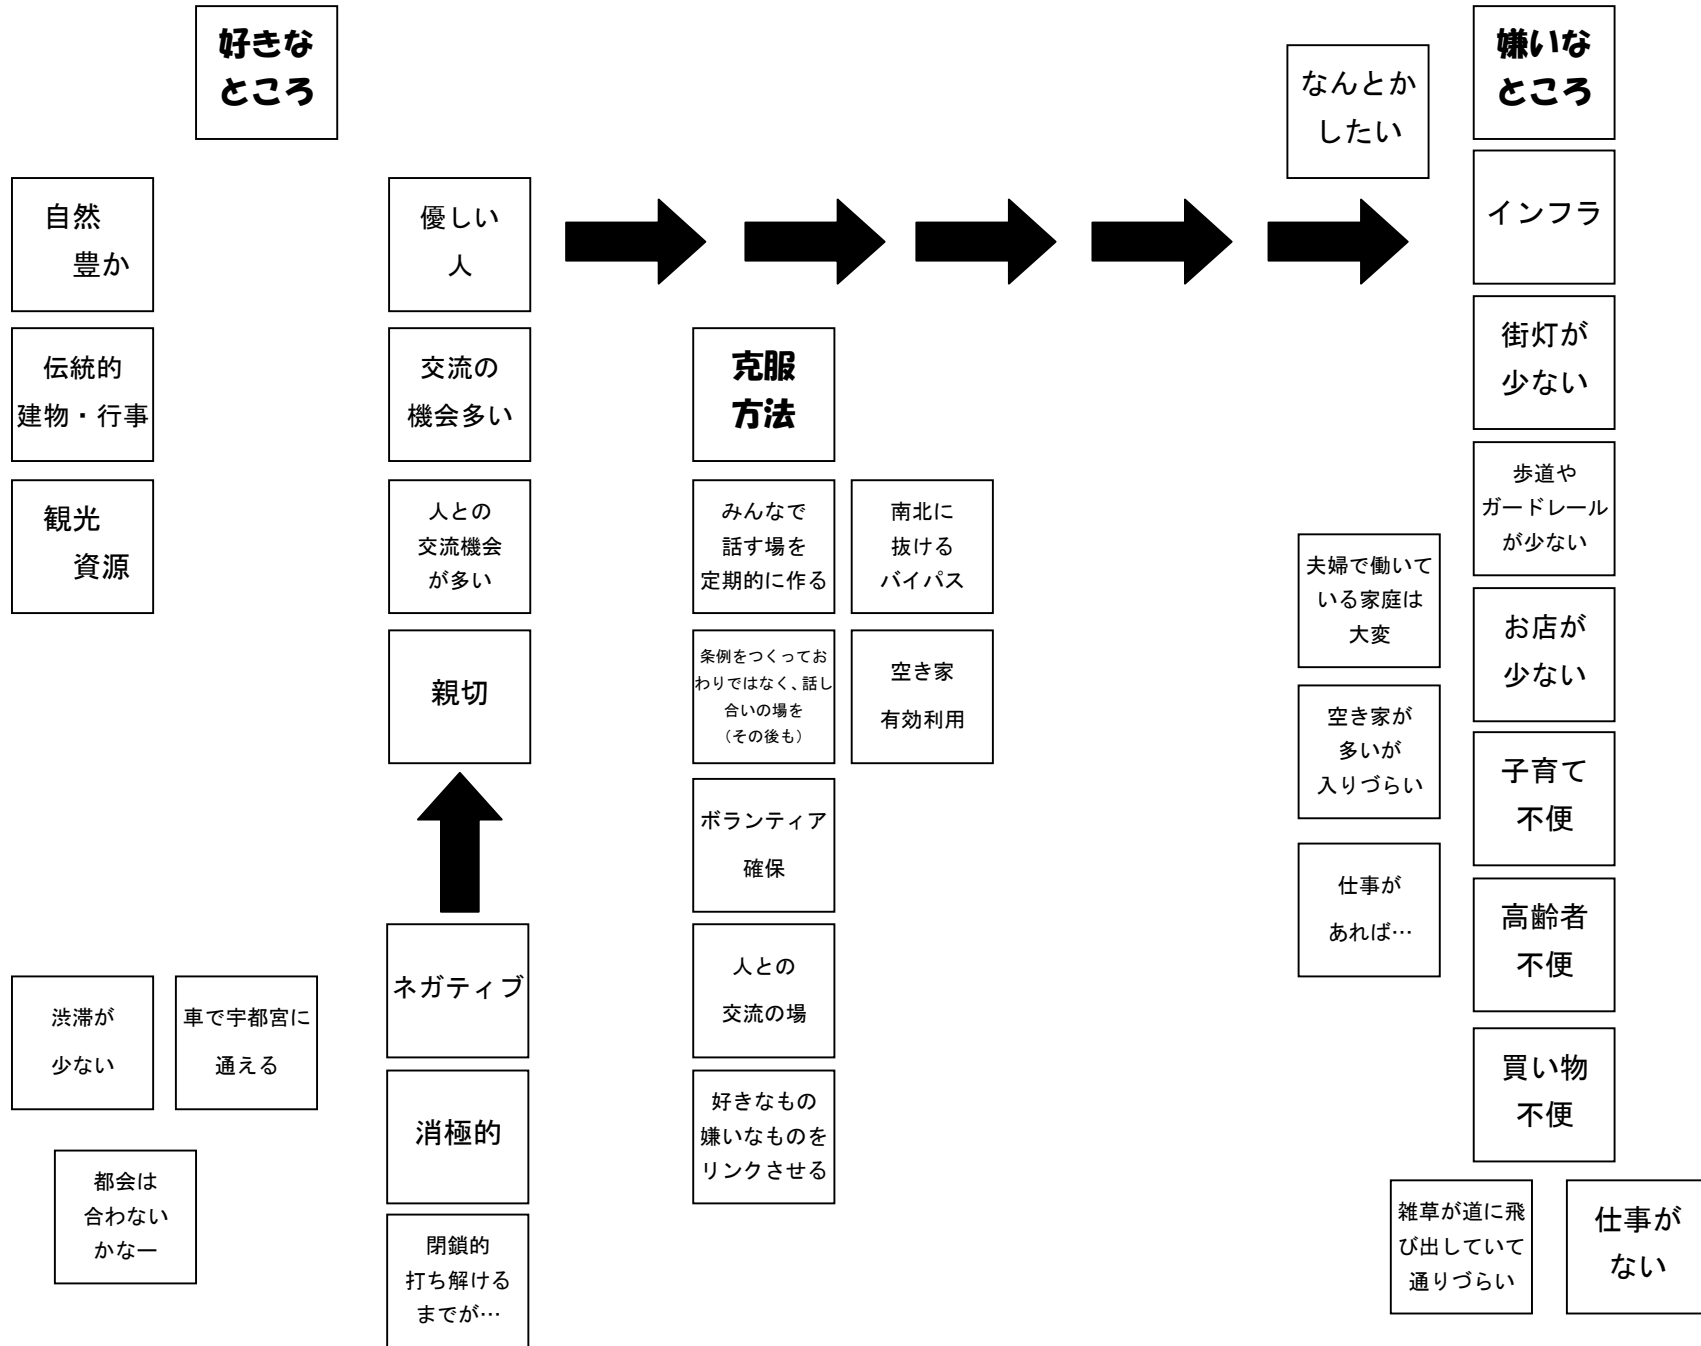 好きな
ところ
自然
豊か
伝統的
建物・行事
観光
資源
優しい
人
交流の
機会多い
人との
交流機会
が多い
親切
ネガティブ
消極的
閉鎖的
打ち解ける
までが…
渋滞が
少ない
車で宇都宮に
通える
都会は
合わない
かなー
克服
方法
みんなで
話す場を
定期的に作る
南北に
抜ける
バイパス
条例をつくってお
わりではなく、話し
合いの場を
（その後も）
空き家
有効利用
ボランティア
確保
人との
交流の場
好きなもの
嫌いなものを
リンクさせる
なんとか
したい
嫌いな
ところ
インフラ
街灯が
少ない
歩道や
ガードレール
が少ない
お店が
少ない
子育て
不便
高齢者
不便
買い物
不便
夫婦で働いて
いる家庭は
大変
空き家が
多いが
入りづらい
仕事が
あれば…
雑草が道に飛
び出していて
通りづらい
仕事が
ない